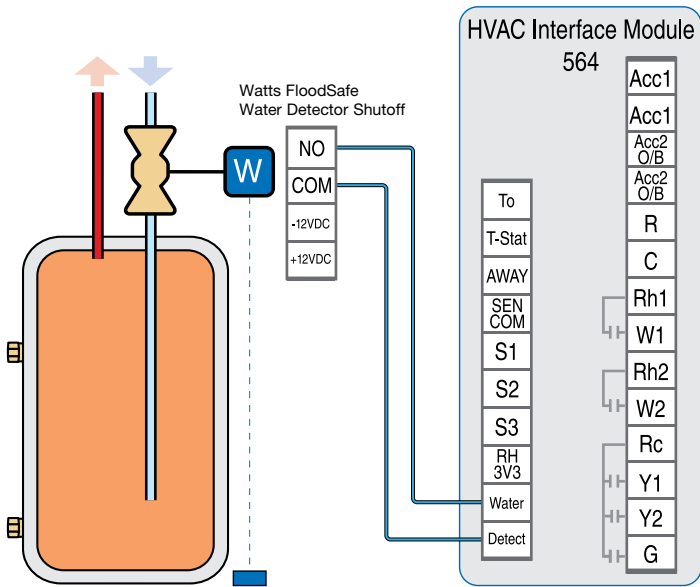 HVAC Interface Module
564
Watts FloodSafe
Water Detector Shutoff
W
NO
COM
-12VDC
+12VDC
To
T-Stat
AWAY
SEN
COM
S1
S2
S3
RH
3V3
Water
Detect
Acc1
Acc1
Acc2
O/B
Acc2
O/B
R
C
Rh1
W1
Rh2
W2
Rc
Y1
Y2
G